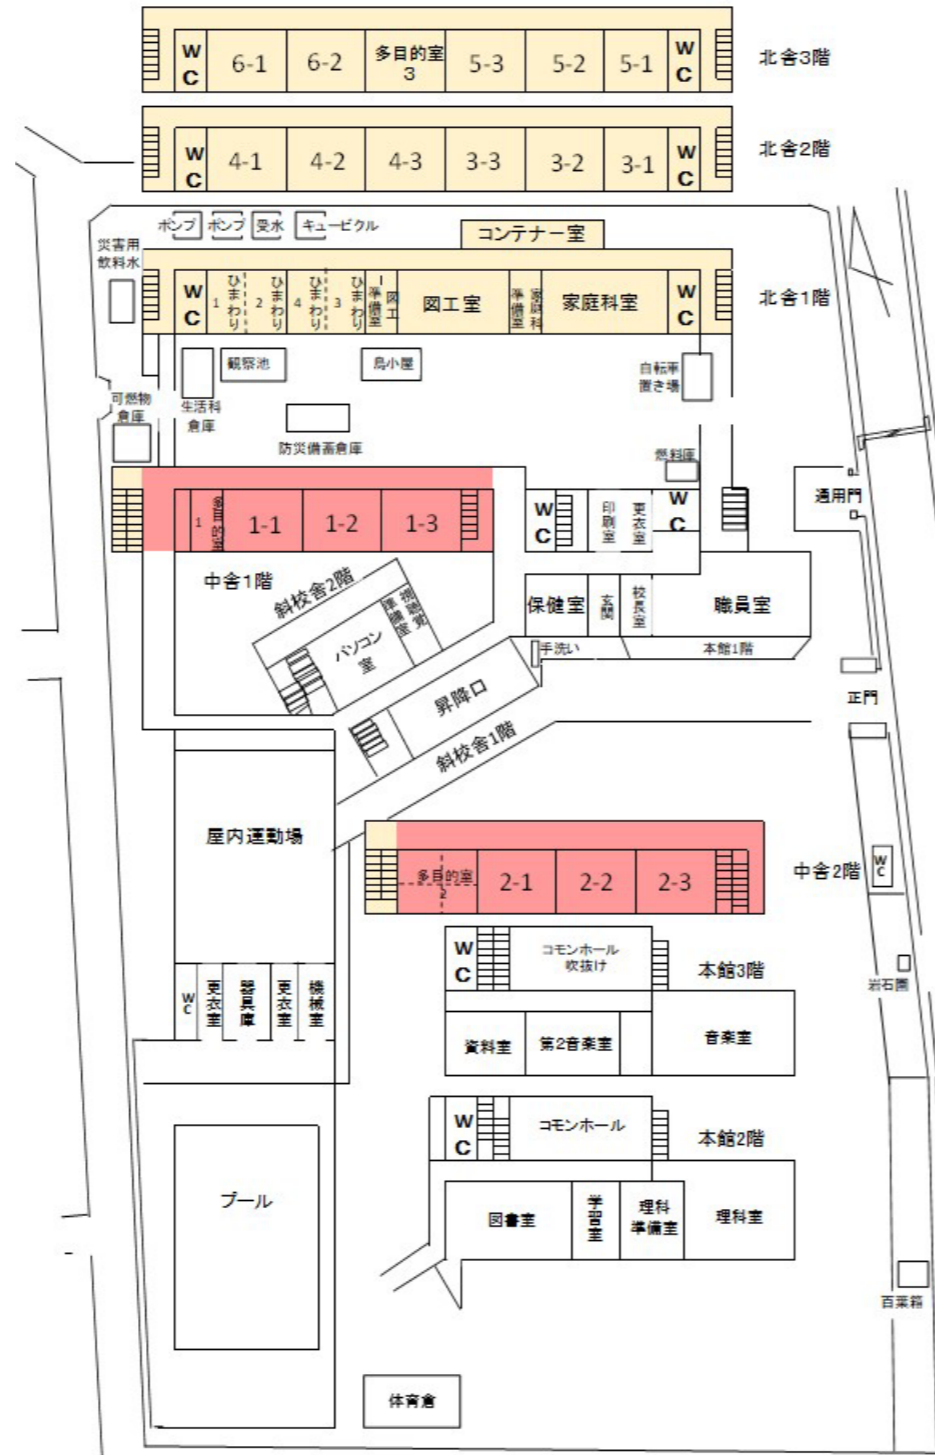 W
C
6-1
6-2
多目的室
3
5-3
5-2
5-1
W
C
北舎3階
W
C
4-1
4-2
4-3
3-3
3-2
3-1
W
C
北舎2階
ポンプ
ポンプ
受水
キュービクル
コンテナー室
災害用
飲料水
W
C
ひまわり
1
ひまわり
2
ひまわり
4
ひまわり
3
図工
準備室
図工室
家庭科
準備室
家庭科室
W
C
北舎1階
観察池
鳥小屋
自転車
置き場
可燃物
倉庫
生活科
倉庫
防災備蓄倉庫
燃料庫
多目的室
1
1-1
1-2
1-3
W
C
印刷室
更衣室
W
C
通用門
中舎1階
斜校舎2階
パソコン
室
視聴覚
準備室
保健室
玄関
校長室
職員室
手洗い
本館1階
昇降口
斜校舎1階
正門
屋内運動場
多目的室
2
2-1
2-2
2-3
中舎2階
W
C
W
C
コモンホール
吹抜け
本館3階
岩石園
W
C
更衣室
器具庫
更衣室
機械室
資料室
第2音楽室
音楽室
W
C
コモンホール
本館2階
プール
図書室
学習室
理科
準備室
理科室
百葉箱
体育倉